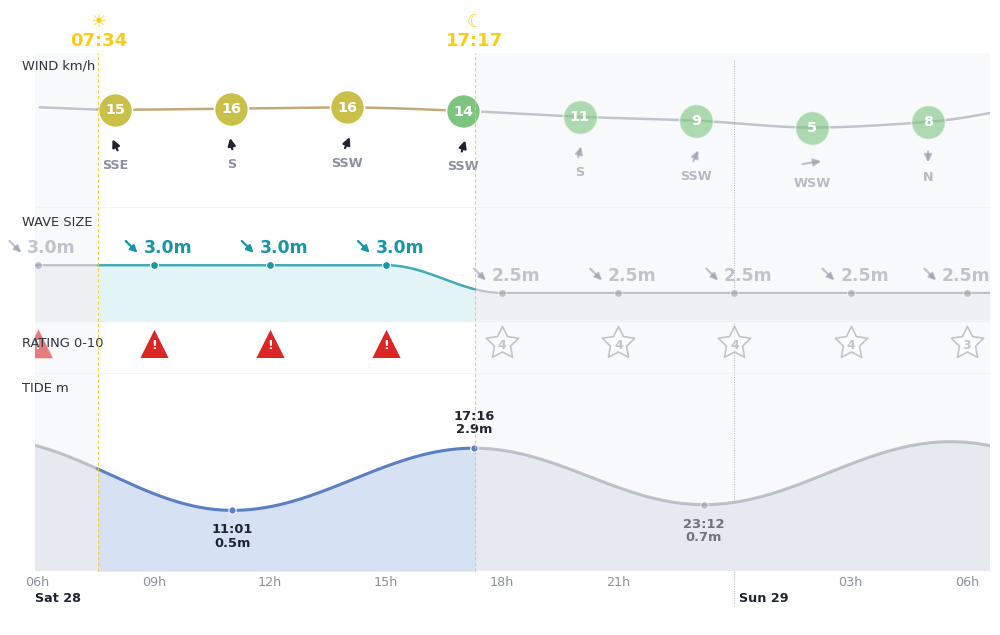 07:34 17:17
WIND km/h
15 16 16 14 11 9 5 8
SSE S SSW SSW S SSW WSW N
WAVE SIZE
3.0m 3.0m 3.0m 3.0m 2.5m 2.5m 2.5m 2.5m 2.5m
RATING 0-10
! ! ! ! 4 4 4 4 3
TIDE m
17:16
2.9m
11:01
0.5m
23:12
0.7m
06h 09h 12h 15h 18h 21h 03h 06h
Sat 28 Sun 29